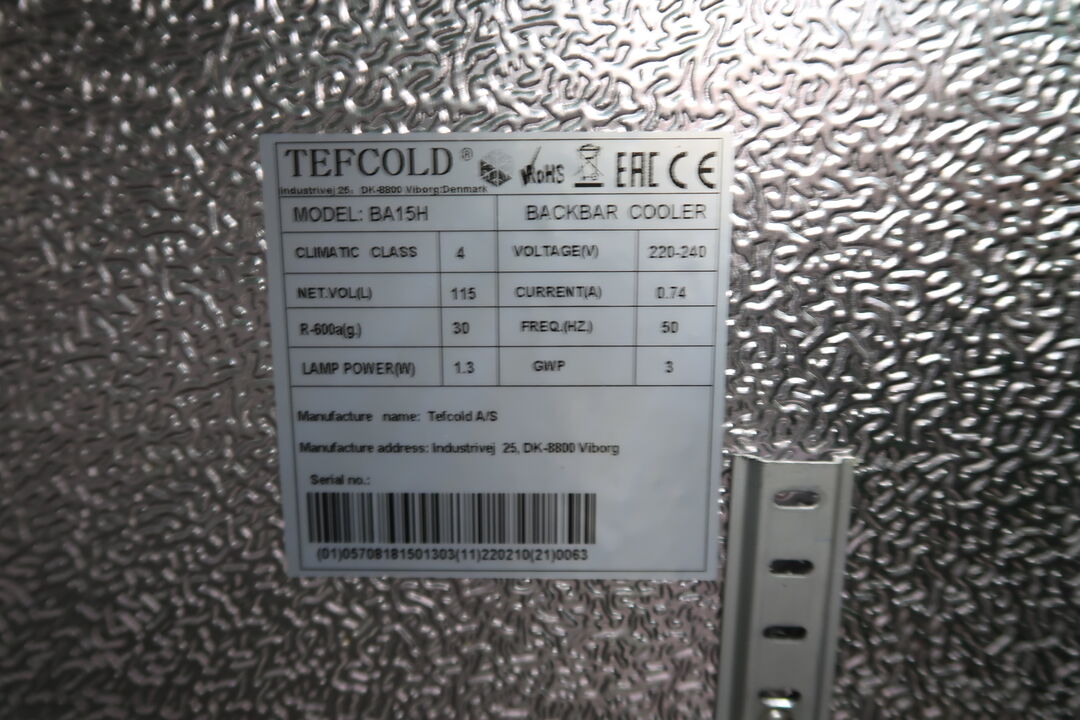 TEFCOLD® RoHS EAC CE
Industrivej 25, DK-8800 Viborg.Denmark
MODEL: BA15H BACKBAR COOLER
CLIMATIC CLASS 4 VOLTAGE(V) 220-240
NET.VOL(L) 115 CURRENT(A) 0.74
R-600a(g.) 30 FREQ.(HZ.) 50
LAMP POWER(W) 1.3 GWP 3
Manufacture name: Tefcold A/S
Manufacture address: Industrivej 25, DK-8800 Viborg
Serial no.:
(01)05708181501303(11)220210(21)0063